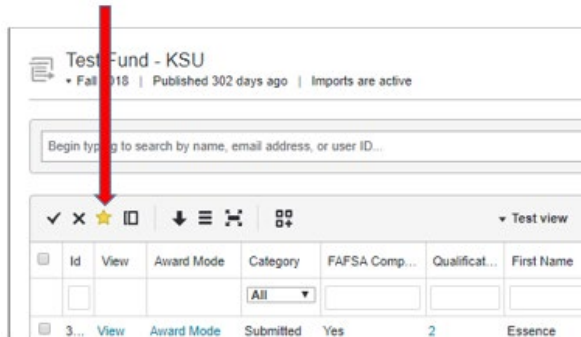 Test Fund - KSU
Fall 2018 | Published 302 days ago | Imports are active
Begin typing to search by name, email address, or user ID...
Test view
Id View Award Mode Category FAFSA Comp... Qualificat... First Name
All
3... View Award Mode Submitted Yes 2 Essence